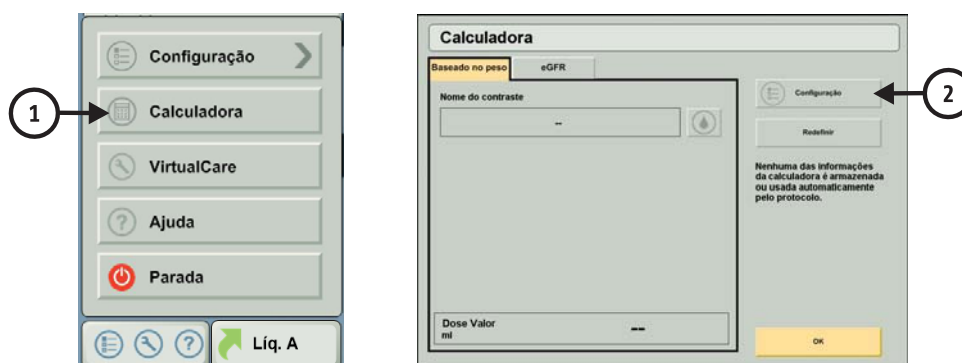 Configuração
1
Calculadora
VirtualCare
Ajuda
Parada
Líq. A
Calculadora
Baseado no peso
eGFR
Nome do contraste
--
Configuração
2
Redefinir
Nenhuma das informações
da calculadora é armazenada
ou usada automaticamente
pelo protocolo.
Dose Valor
ml
--
OK